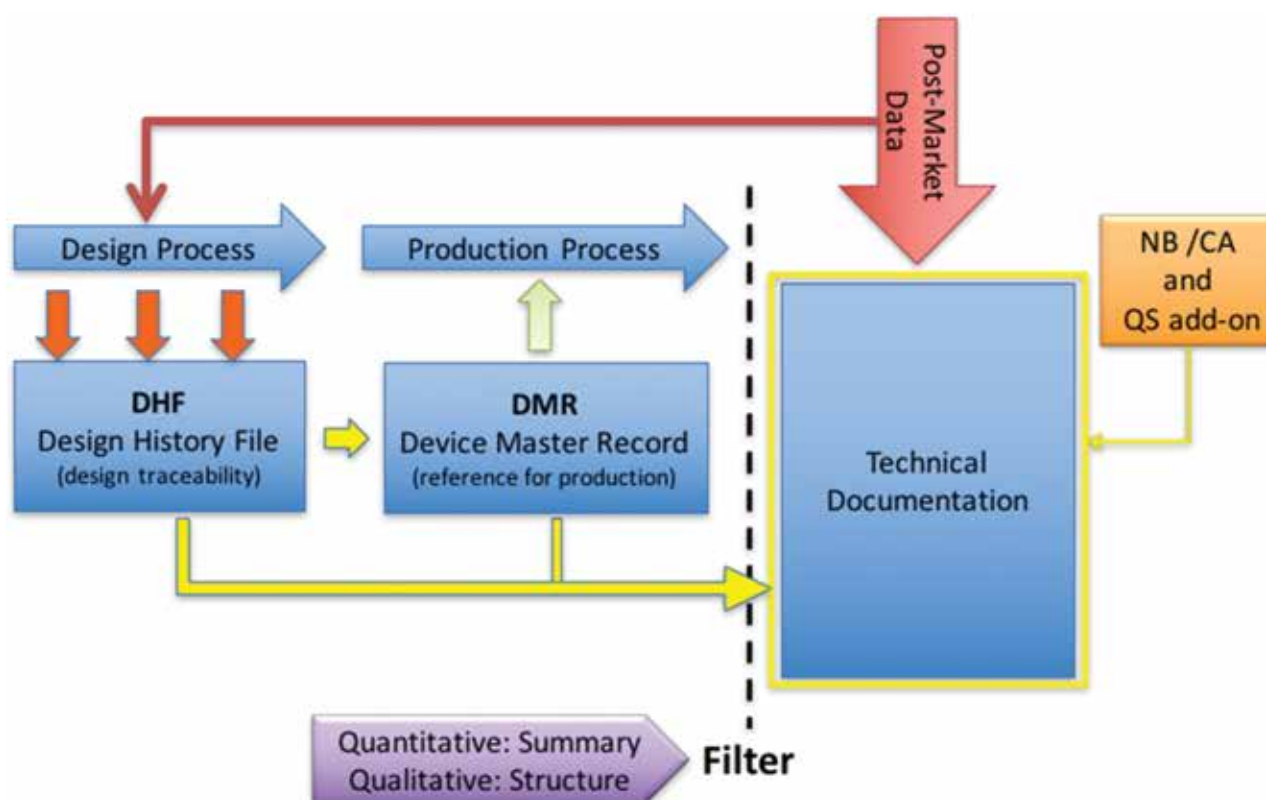 Post-Market
Data
Design Process
Production Process
NB /CA
and
QS add-on
DHF
Design History File
(design traceability)
DMR
Device Master Record
(reference for production)
Technical
Documentation
Quantitative: Summary
Qualitative: Structure
Filter